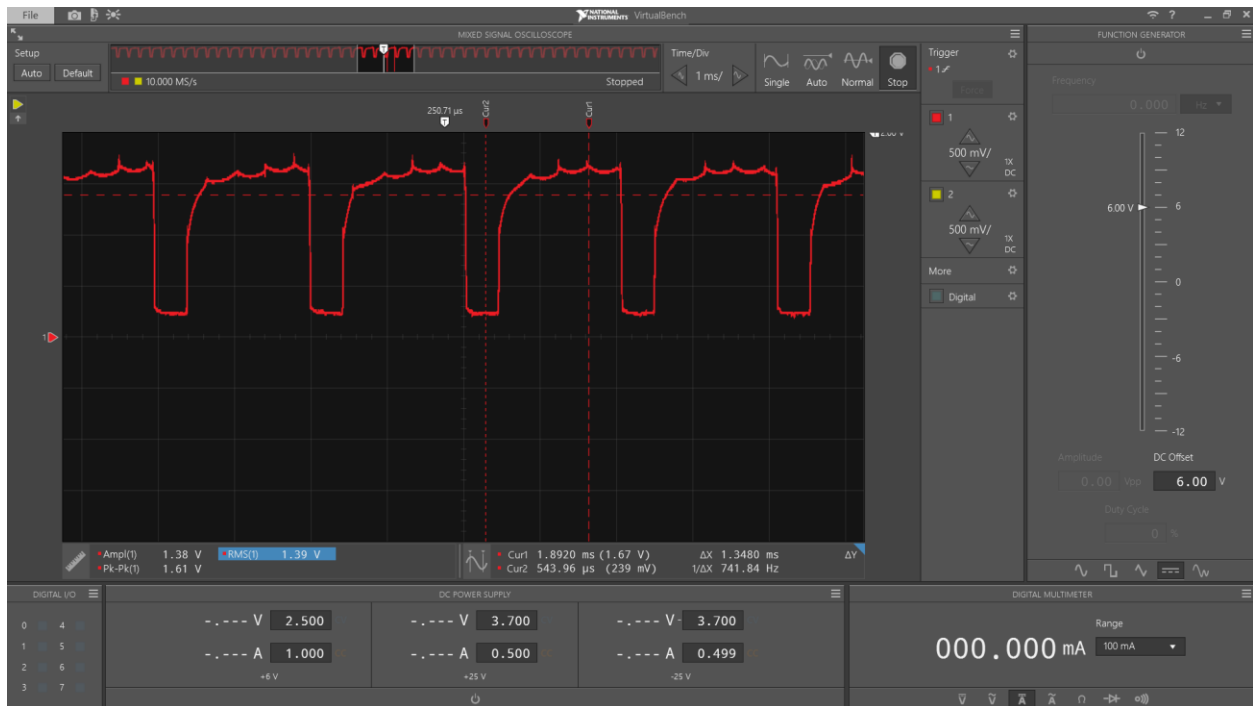 File
NATIONAL INSTRUMENTS VirtualBench
?
MIXED SIGNAL OSCILLOSCOPE
Setup
Auto Default
10.000 MS/s Stopped
Time/Div
1 ms/
Single Auto Normal Stop
250.71 µs
T
Cur2
Cur1
2.00 V
1
Ampl(1) 1.38 V RMS(1) 1.39 V
Pk-Pk(1) 1.61 V
Cur1 1.8920 ms (1.67 V) ΔX 1.3480 ms ΔY
Cur2 543.96 µs (239 mV) 1/ΔX 741.84 Hz
Trigger
1
Force
1
500 mV/
1X
DC
2
500 mV/
1X
DC
More
Digital
FUNCTION GENERATOR
Frequency
0.000 Hz
12
6.00 V 6
0
-6
-12
Amplitude DC Offset
0.00 Vpp 6.00 V
Duty Cycle
0 %
DIGITAL I/O
0 4
1 5
2 6
3 7
DC POWER SUPPLY
-.--- V 2.500 -.--- V 3.700 -.--- V - 3.700
-.--- A 1.000 -.--- A 0.500 -.--- A 0.499
+6 V +25 V -25 V
DIGITAL MULTIMETER
000.000 mA
Range
100 mA
V V A A Ω